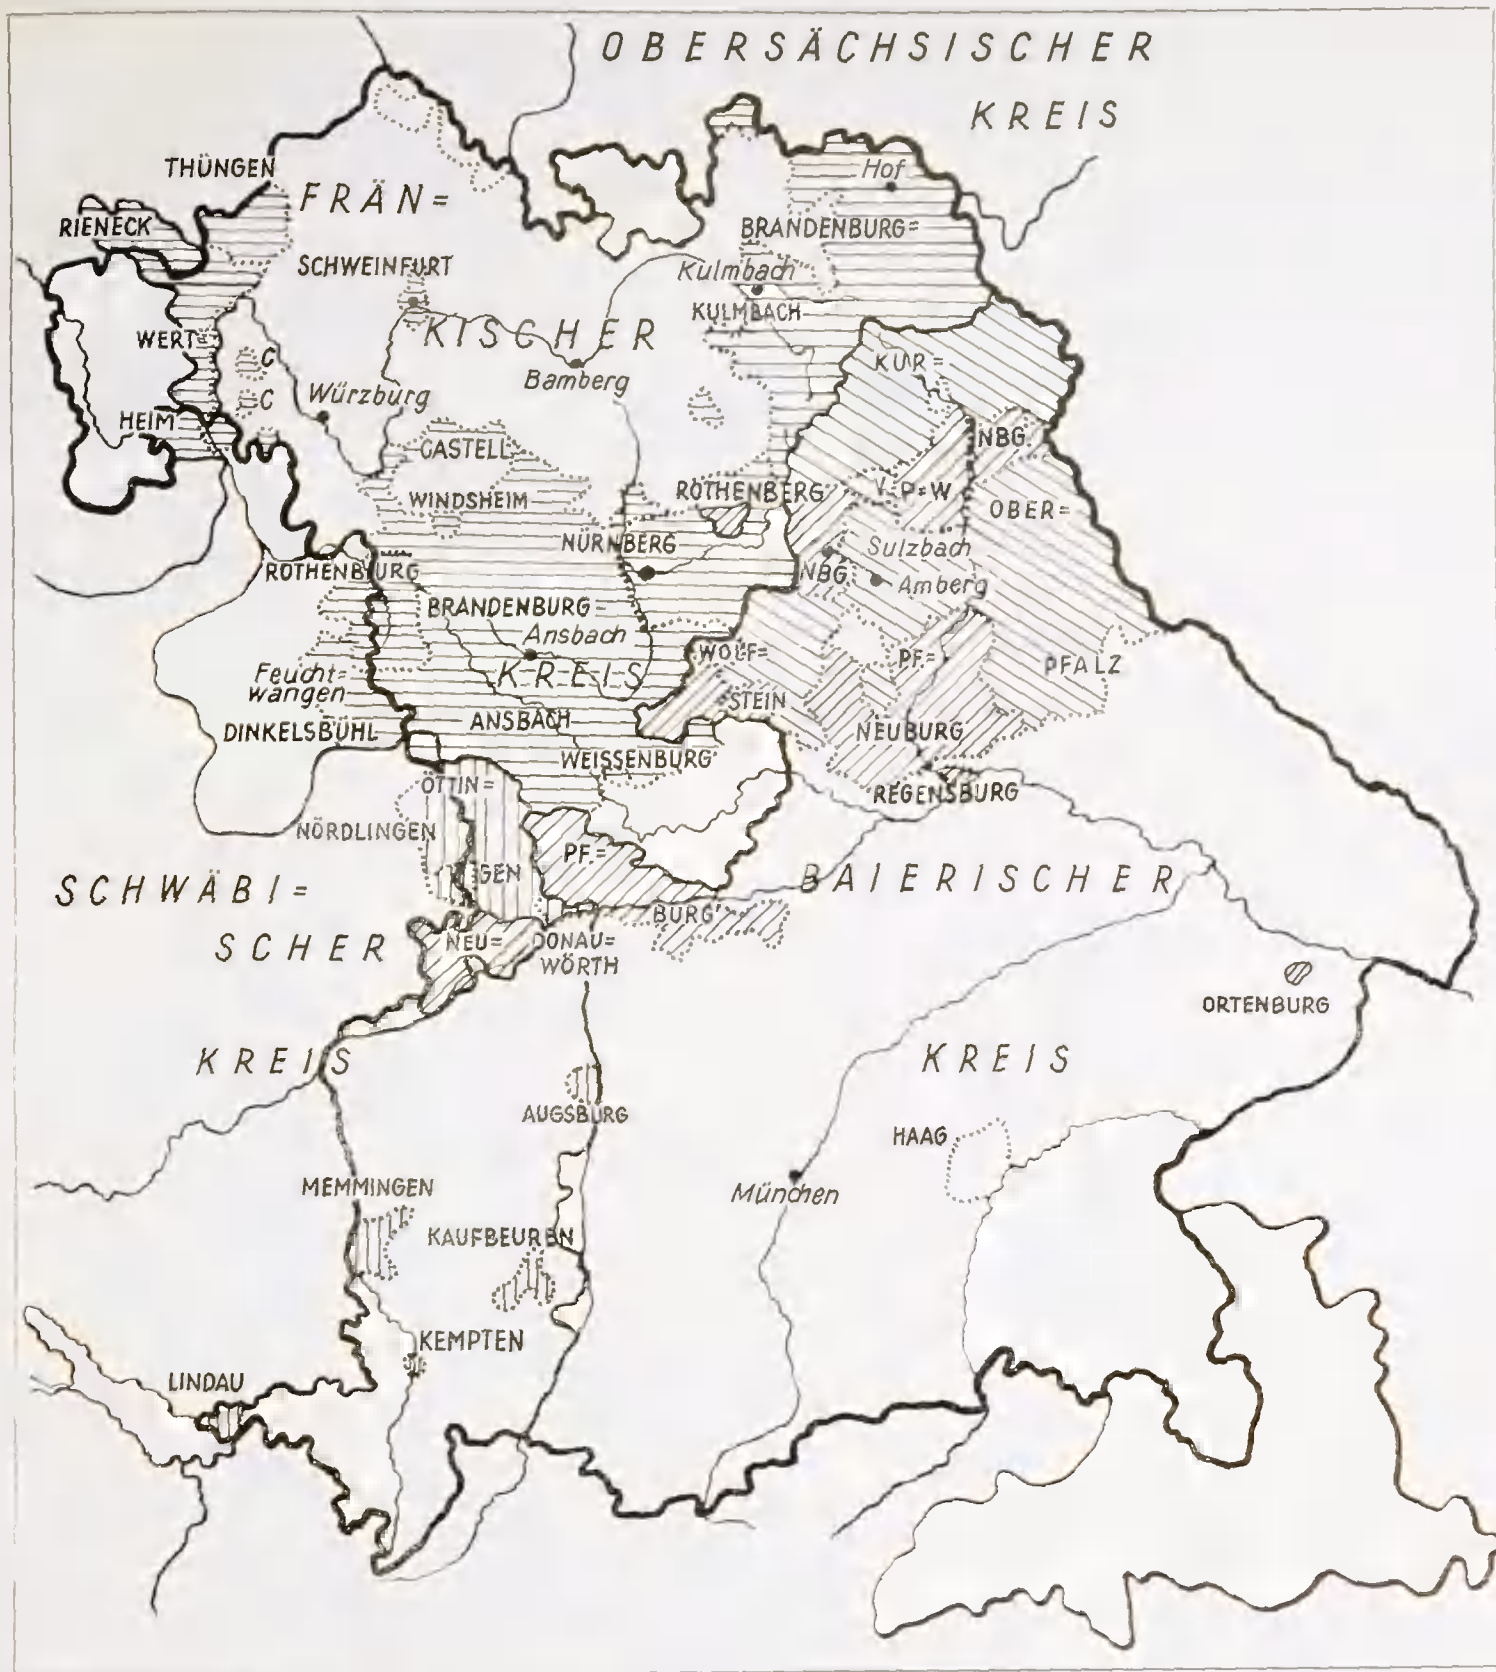 OBERSÄCHSISCHER
KREIS
THÜNGEN
FRÄN=
Hof
RIENECK
BRANDENBURG=
SCHWEINFURT
Kulmbach
KULMBACH
KISCHER
WERT=
C
KUR=
Bamberg
Würzburg
C
HEIM
NBG.
CASTELL
ROTHENBERG
V.=P.=W.
WINDSHEIM
OBER=
NÜRNBERG
Sulzbach
ROTHENBURG
NBG.
Amberg
BRANDENBURG=
Ansbach
WOLF=
PF.=
PFALZ
Feucht=
wangen
KREIS
STEIN
ANSBACH
DINKELSBÜHL
NEUBURG
WEISSENBURG
ÖTTIN=
REGENSBURG
NÖRDLINGEN
PF.=
GEN
SCHWÄBI=
BAIERISCHER
BURG
SCHER
NEU=
DONAU=
WÖRTH
ORTENBURG
KREIS
KREIS
AUGSBURG
HAAG
MEMMINGEN
München
KAUFBEUREN
KEMPTEN
LINDAU